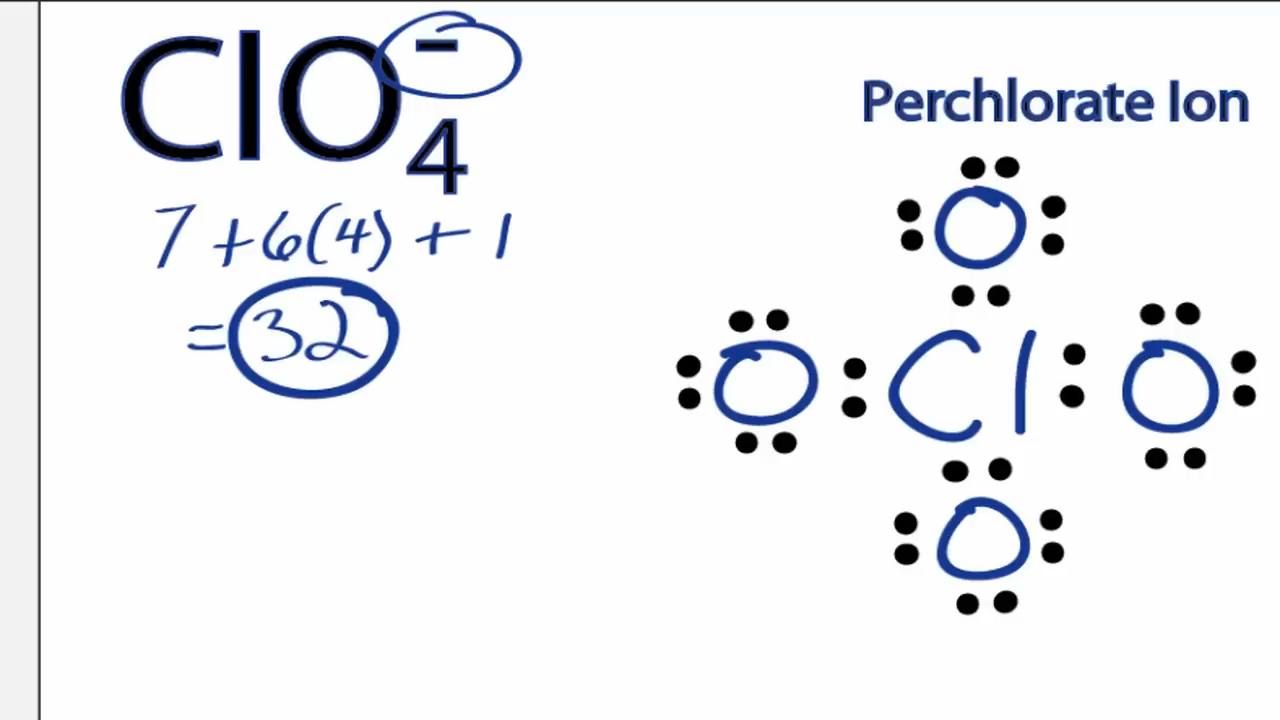 ClO₄⁻
Perchlorate Ion
7 + 6(4) + 1
= 32
O
O Cl O
O